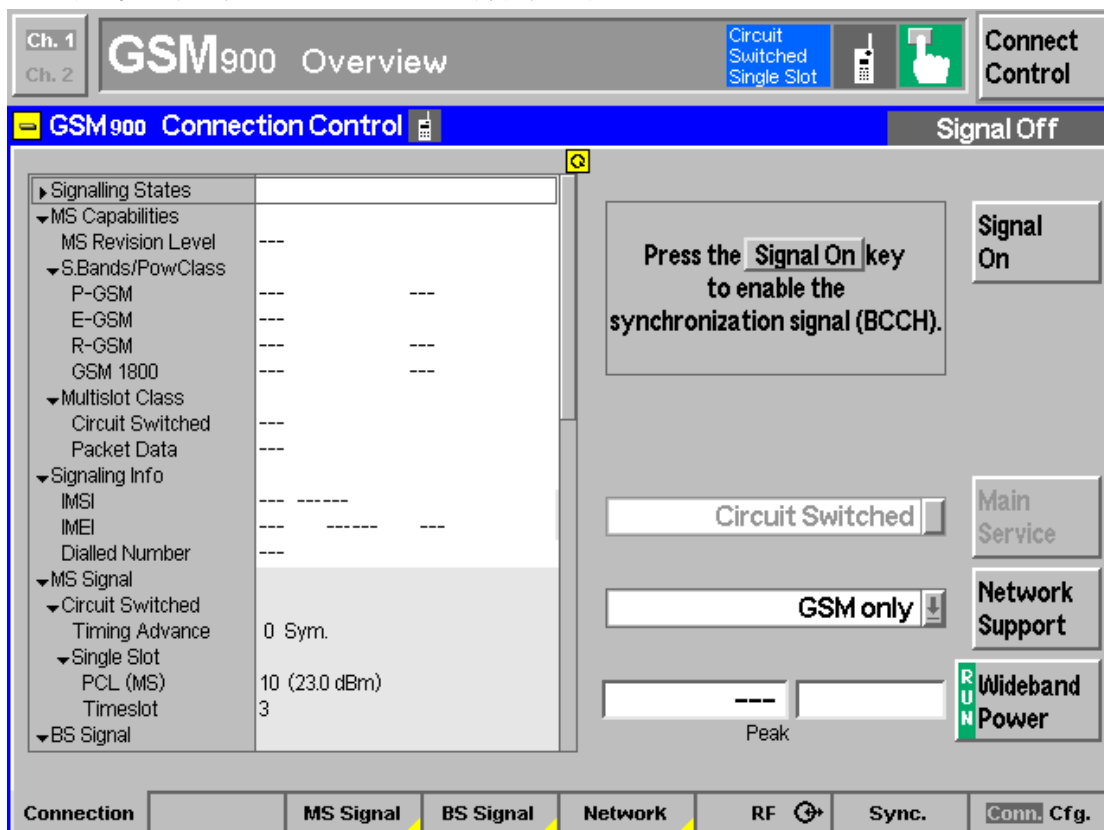 Ch. 1
Ch. 2
GSM900 Overview
Circuit
Switched
Single Slot
Connect
Control
GSM 900 Connection Control
Signal Off
Signalling States
MS Capabilities
MS Revision Level ---
S.Bands/PowClass
P-GSM --- ---
E-GSM ---
R-GSM --- ---
GSM 1800 --- ---
Multislot Class
Circuit Switched ---
Packet Data ---
Signaling Info
IMSI --- ------
IMEI --- ------ ---
Dialled Number ---
MS Signal
Circuit Switched
Timing Advance 0 Sym.
Single Slot
PCL (MS) 10 (23.0 dBm)
Timeslot 3
BS Signal
Press the Signal On key
to enable the
synchronization signal (BCCH).
Signal
On
Circuit Switched
Main
Service
GSM only
Network
Support
---
Peak
RUN
Wideband
Power
Connection
MS Signal
BS Signal
Network
RF
Sync.
Conn. Cfg.